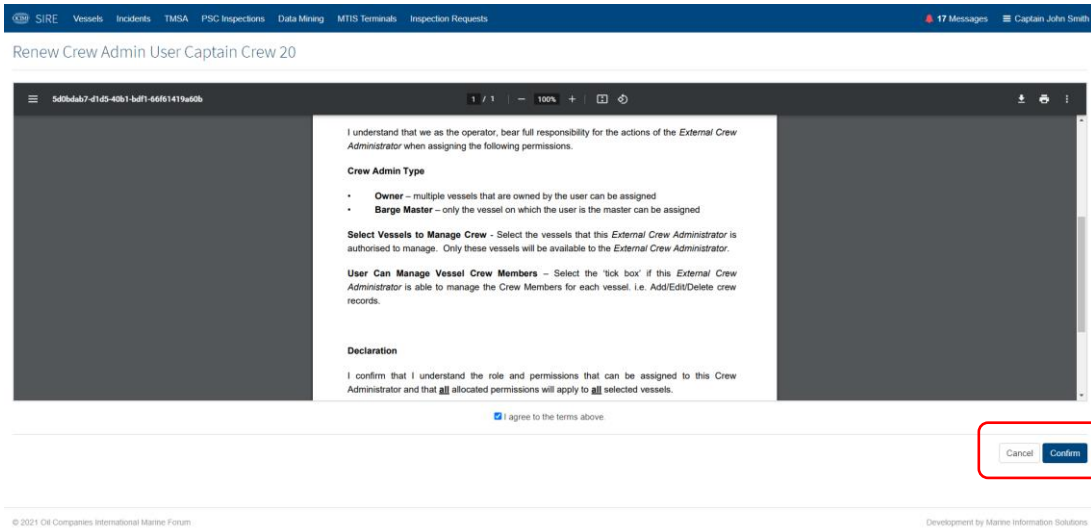 OCIMF SIRE Vessels Incidents TMSA PSC Inspections Data Mining MTIS Terminals Inspection Requests 17 Messages Captain John Smith
Renew Crew Admin User Captain Crew 20
5d0bdab7-d1d5-40b1-bdf1-66f61419a60b 1 / 1 − 100% +
I understand that we as the operator, bear full responsibility for the actions of the External Crew
Administrator when assigning the following permissions.
Crew Admin Type
• Owner – multiple vessels that are owned by the user can be assigned
• Barge Master – only the vessel on which the user is the master can be assigned
Select Vessels to Manage Crew - Select the vessels that this External Crew Administrator is
authorised to manage. Only these vessels will be available to the External Crew Administrator.
User Can Manage Vessel Crew Members – Select the 'tick box' if this External Crew
Administrator is able to manage the Crew Members for each vessel. i.e. Add/Edit/Delete crew
records.
Declaration
I confirm that I understand the role and permissions that can be assigned to this Crew
Administrator and that all allocated permissions will apply to all selected vessels.
I agree to the terms above
Cancel Confirm
© 2021 Oil Companies International Marine Forum Development by Marine Information Solutions